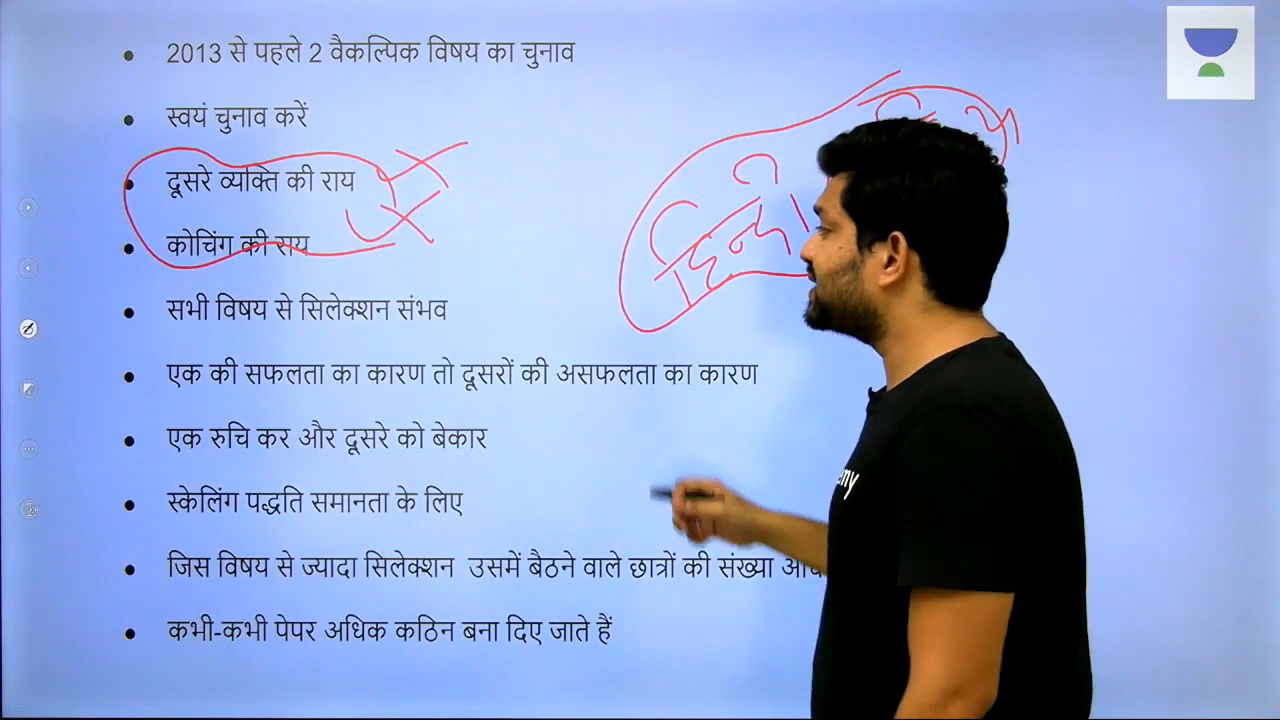 2013 से पहले 2 वैकल्पिक विषय का चुनाव
स्वयं चुनाव करें
दूसरे व्यक्ति की राय
कोचिंग की राय
सभी विषय से सिलेक्शन संभव
एक की सफलता का कारण तो दूसरों की असफलता का कारण
एक रुचि कर और दूसरे को बेकार
स्केलिंग पद्धति समानता के लिए
जिस विषय से ज्यादा सिलेक्शन उसमें बैठने वाले छात्रों की संख्या
कभी-कभी पेपर अधिक कठिन बना दिए जाते हैं
हिन्दी